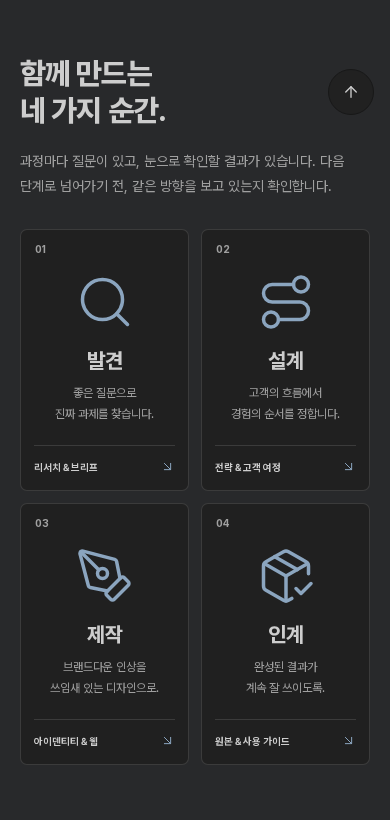 함께 만드는
네 가지 순간.
과정마다 질문이 있고, 눈으로 확인할 결과가 있습니다. 다음
단계로 넘어가기 전, 같은 방향을 보고 있는지 확인합니다.
01
발견
좋은 질문으로
진짜 과제를 찾습니다.
리서치 & 브리프
02
설계
고객의 흐름에서
경험의 순서를 정합니다.
전략 & 고객 여정
03
제작
브랜드다운 인상을
쓰임새 있는 디자인으로.
아이덴티티 & 웹
04
인계
완성된 결과가
계속 잘 쓰이도록.
원본 & 사용 가이드